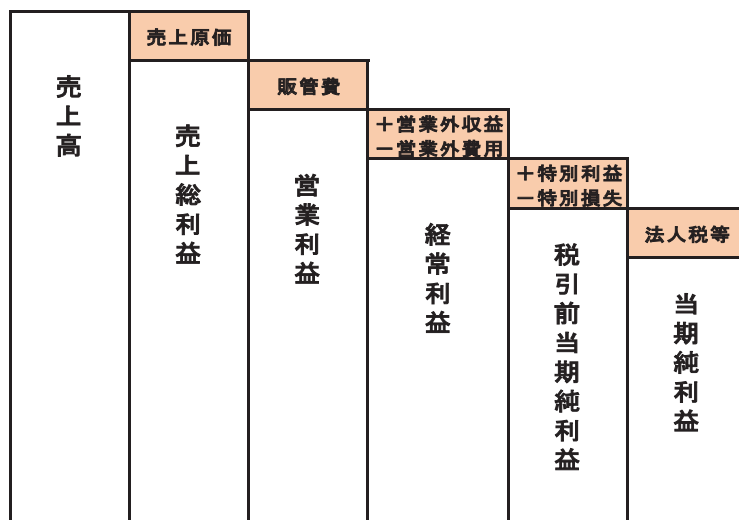 売上高
売上原価
売上総利益
販管費
営業利益
＋営業外収益
－営業外費用
経常利益
＋特別利益
－特別損失
税引前当期純利益
法人税等
当期純利益